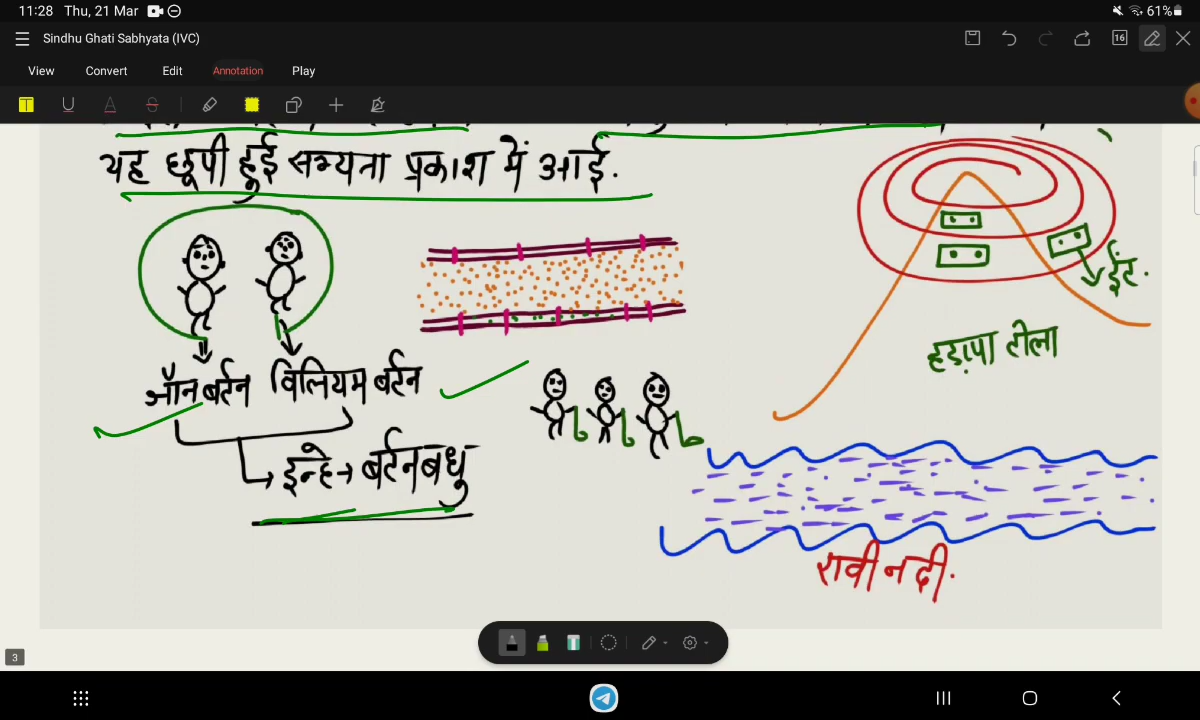 11:28 Thu, 21 Mar
61%
Sindhu Ghati Sabhyata (IVC)
16
View Convert Edit Annotation Play
यह छूपी हुई सभ्यता प्रकाश में आई.
ईंट.
हड़ापा टीला
जॉन बर्टन विलियम बर्टन
इन्हे→ बर्टनबधु
रावी नदी.
3